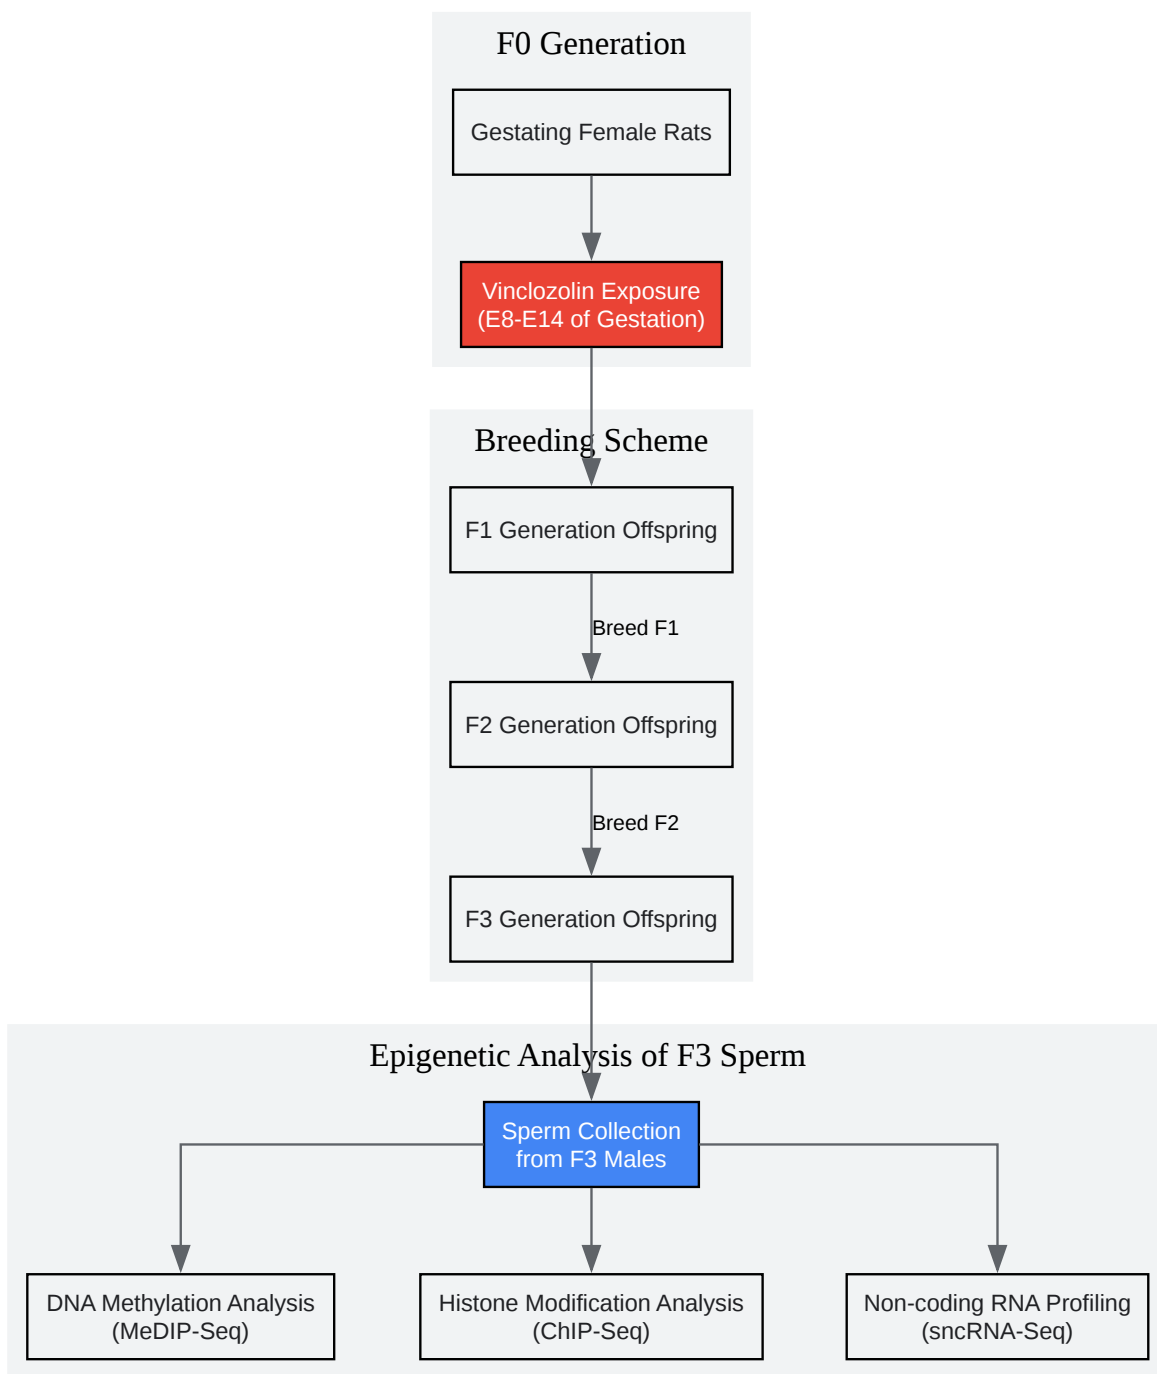 F0 Generation
Gestating Female Rats
Vinclozolin Exposure
(E8-E14 of Gestation)
Breeding Scheme
F1 Generation Offspring
Breed F1
F2 Generation Offspring
Breed F2
F3 Generation Offspring
Epigenetic Analysis of F3 Sperm
Sperm Collection
from F3 Males
DNA Methylation Analysis
(MeDIP-Seq)
Histone Modification Analysis
(ChIP-Seq)
Non-coding RNA Profiling
(sncRNA-Seq)